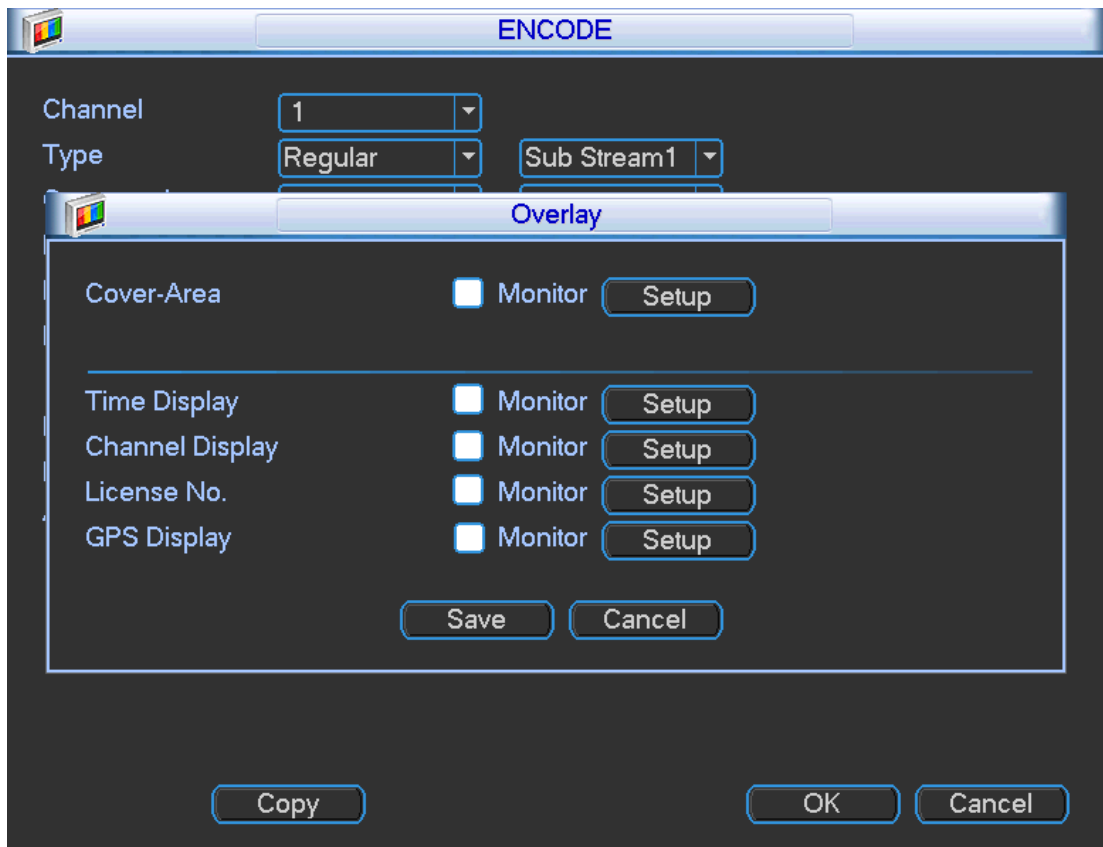 ENCODE
Channel 1
Type Regular Sub Stream1
Overlay
Cover-Area Monitor Setup
Time Display Monitor Setup
Channel Display Monitor Setup
License No. Monitor Setup
GPS Display Monitor Setup
Save Cancel
Copy OK Cancel